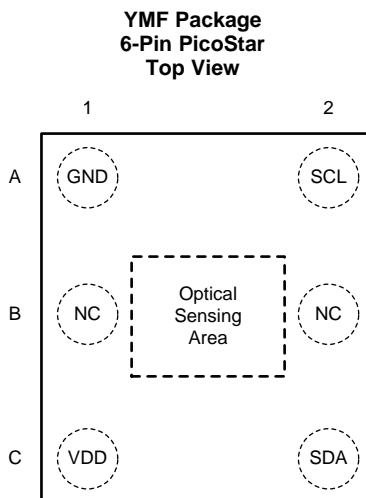 YMF Package
6-Pin PicoStar
Top View
1 2
A GND SCL
B NC Optical Sensing Area NC
C VDD SDA